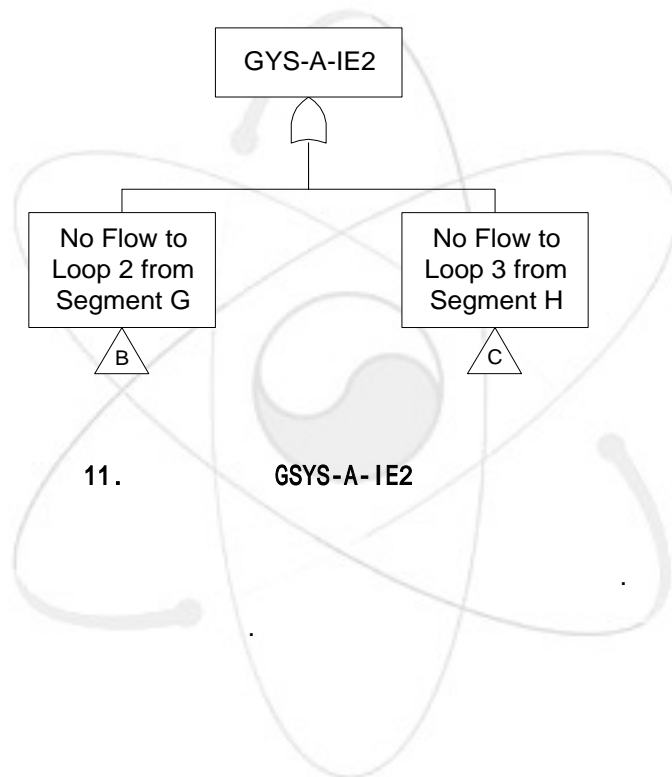 GYS-A-IE2
No Flow to
Loop 2 from
Segment G
B
No Flow to
Loop 3 from
Segment H
C
11. GSYS-A-IE2
.
.